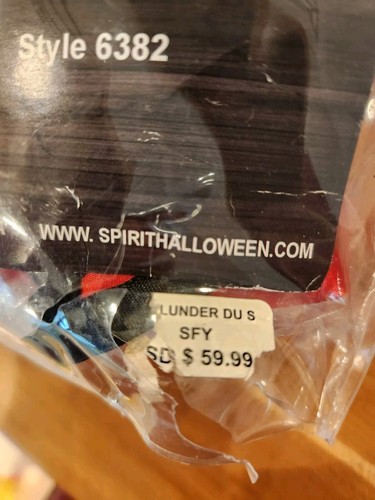 Style 6382
WWW. SPIRITHALLOWEEN.COM
LUNDER DU S
SFY
SD $ 59.99